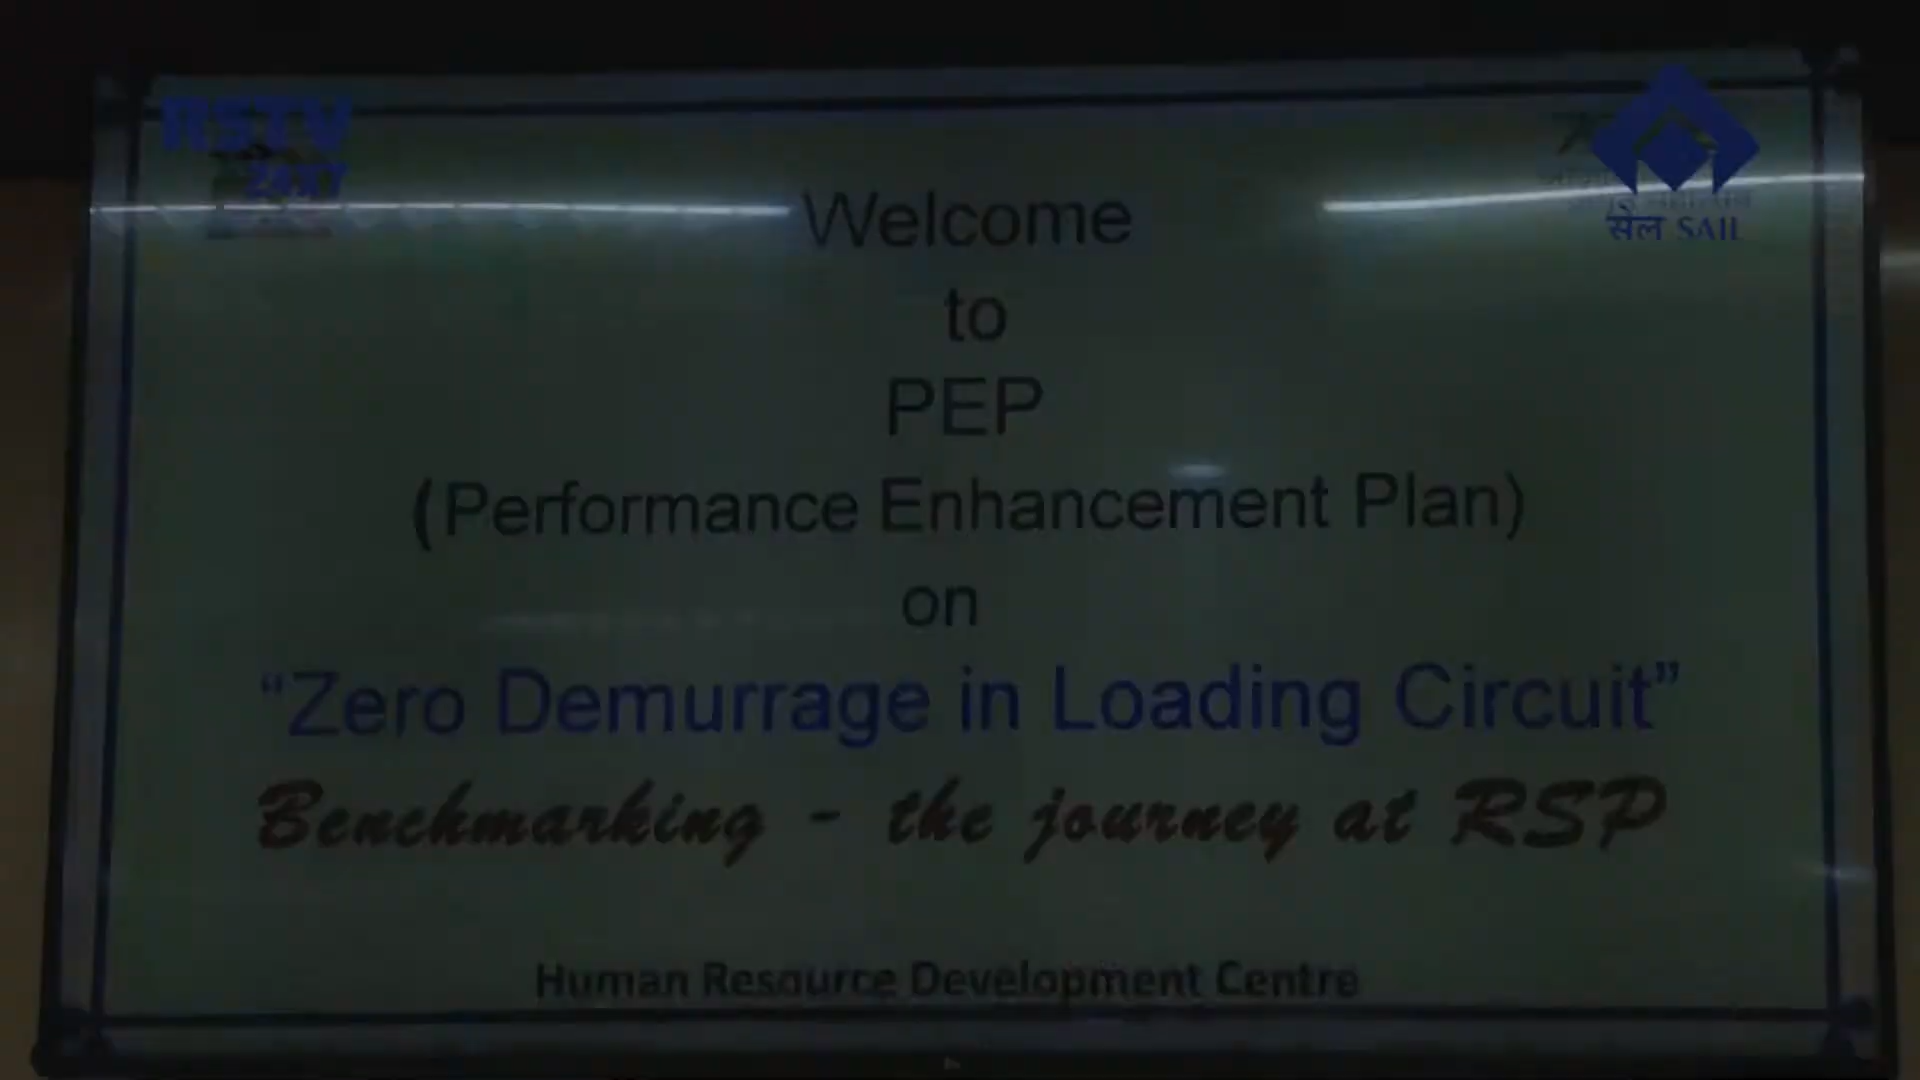 RSTV
24X7
सेल SAIL
Welcome
to
PEP
(Performance Enhancement Plan)
on
“Zero Demurrage in Loading Circuit”
Benchmarking - the journey at RSP
Human Resource Development Centre